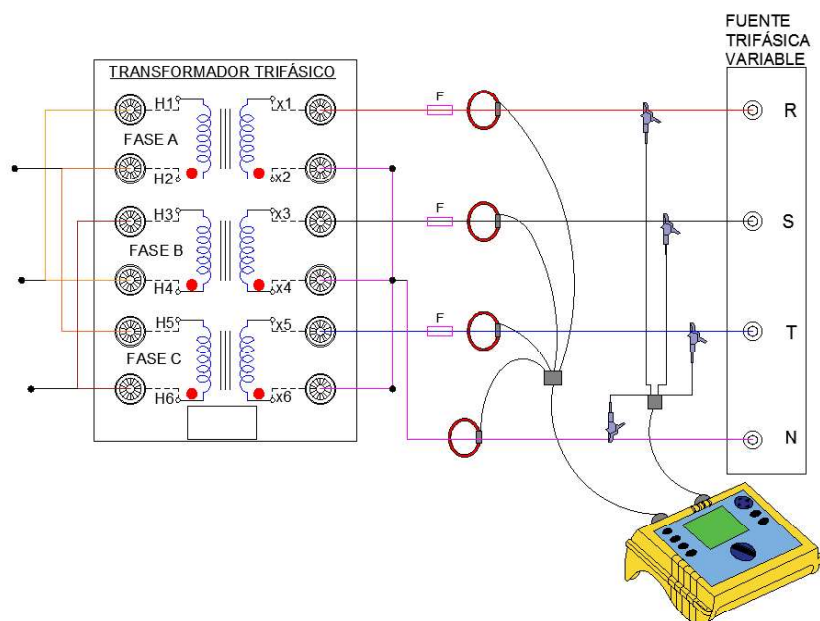 FUENTE
TRIFÁSICA
VARIABLE
TRANSFORMADOR TRIFÁSICO
H1
x1
F
R
FASE A
H2
x2
H3
x3
F
S
FASE B
H4
x4
H5
x5
F
T
FASE C
H6
x6
N